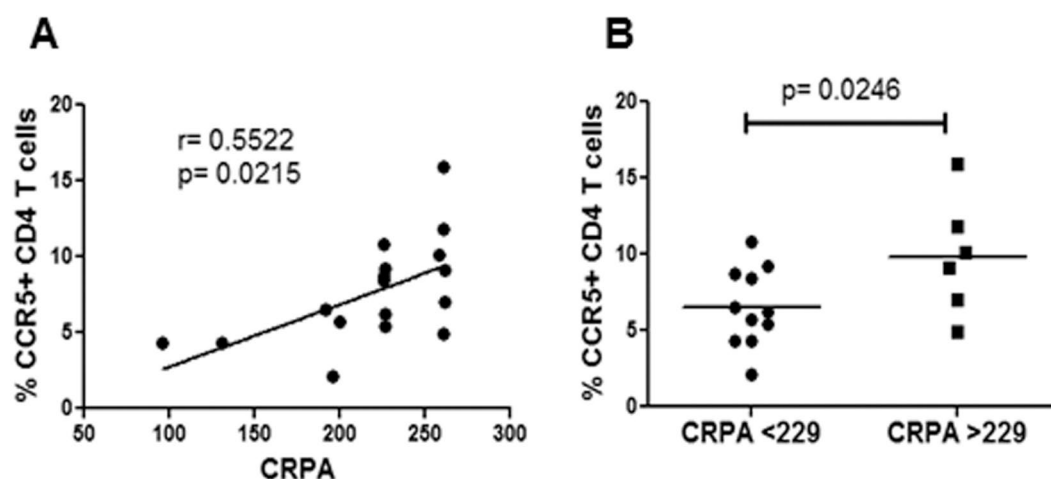 A
% CCR5+ CD4 T cells
20
15
10
5
0
r= 0.5522
p= 0.0215
50
100
150
200
250
300
CRPA
B
% CCR5+ CD4 T cells
20
15
10
5
0
p= 0.0246
CRPA <229
CRPA >229